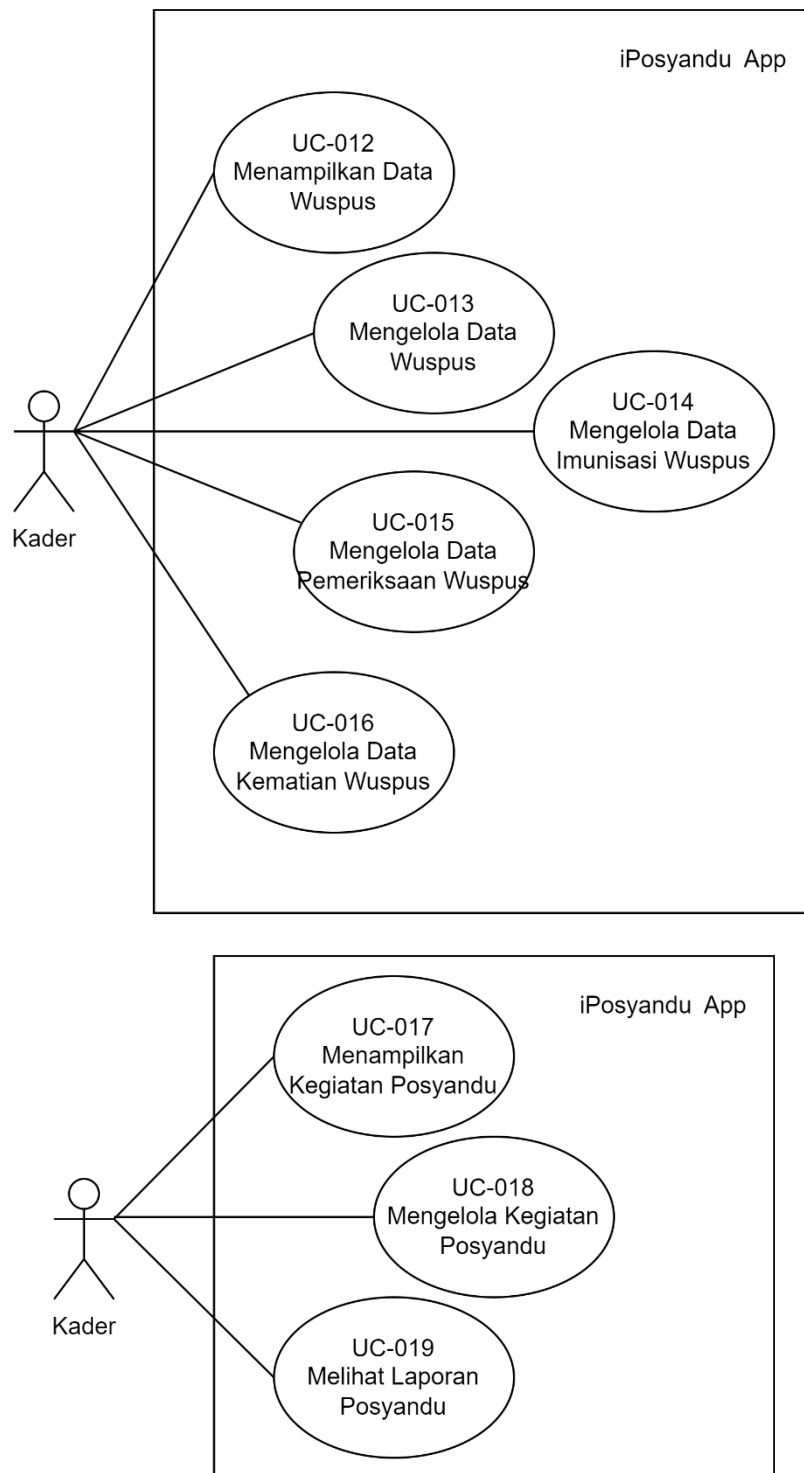 iPosyandu App
UC-012
Menampilkan Data
Wuspus
UC-013
Mengelola Data
Wuspus
UC-014
Mengelola Data
Imunisasi Wuspus
Kader
UC-015
Mengelola Data
Pemeriksaan Wuspus
UC-016
Mengelola Data
Kematian Wuspus
iPosyandu App
UC-017
Menampilkan
Kegiatan Posyandu
UC-018
Mengelola Kegiatan
Posyandu
Kader
UC-019
Melihat Laporan
Posyandu